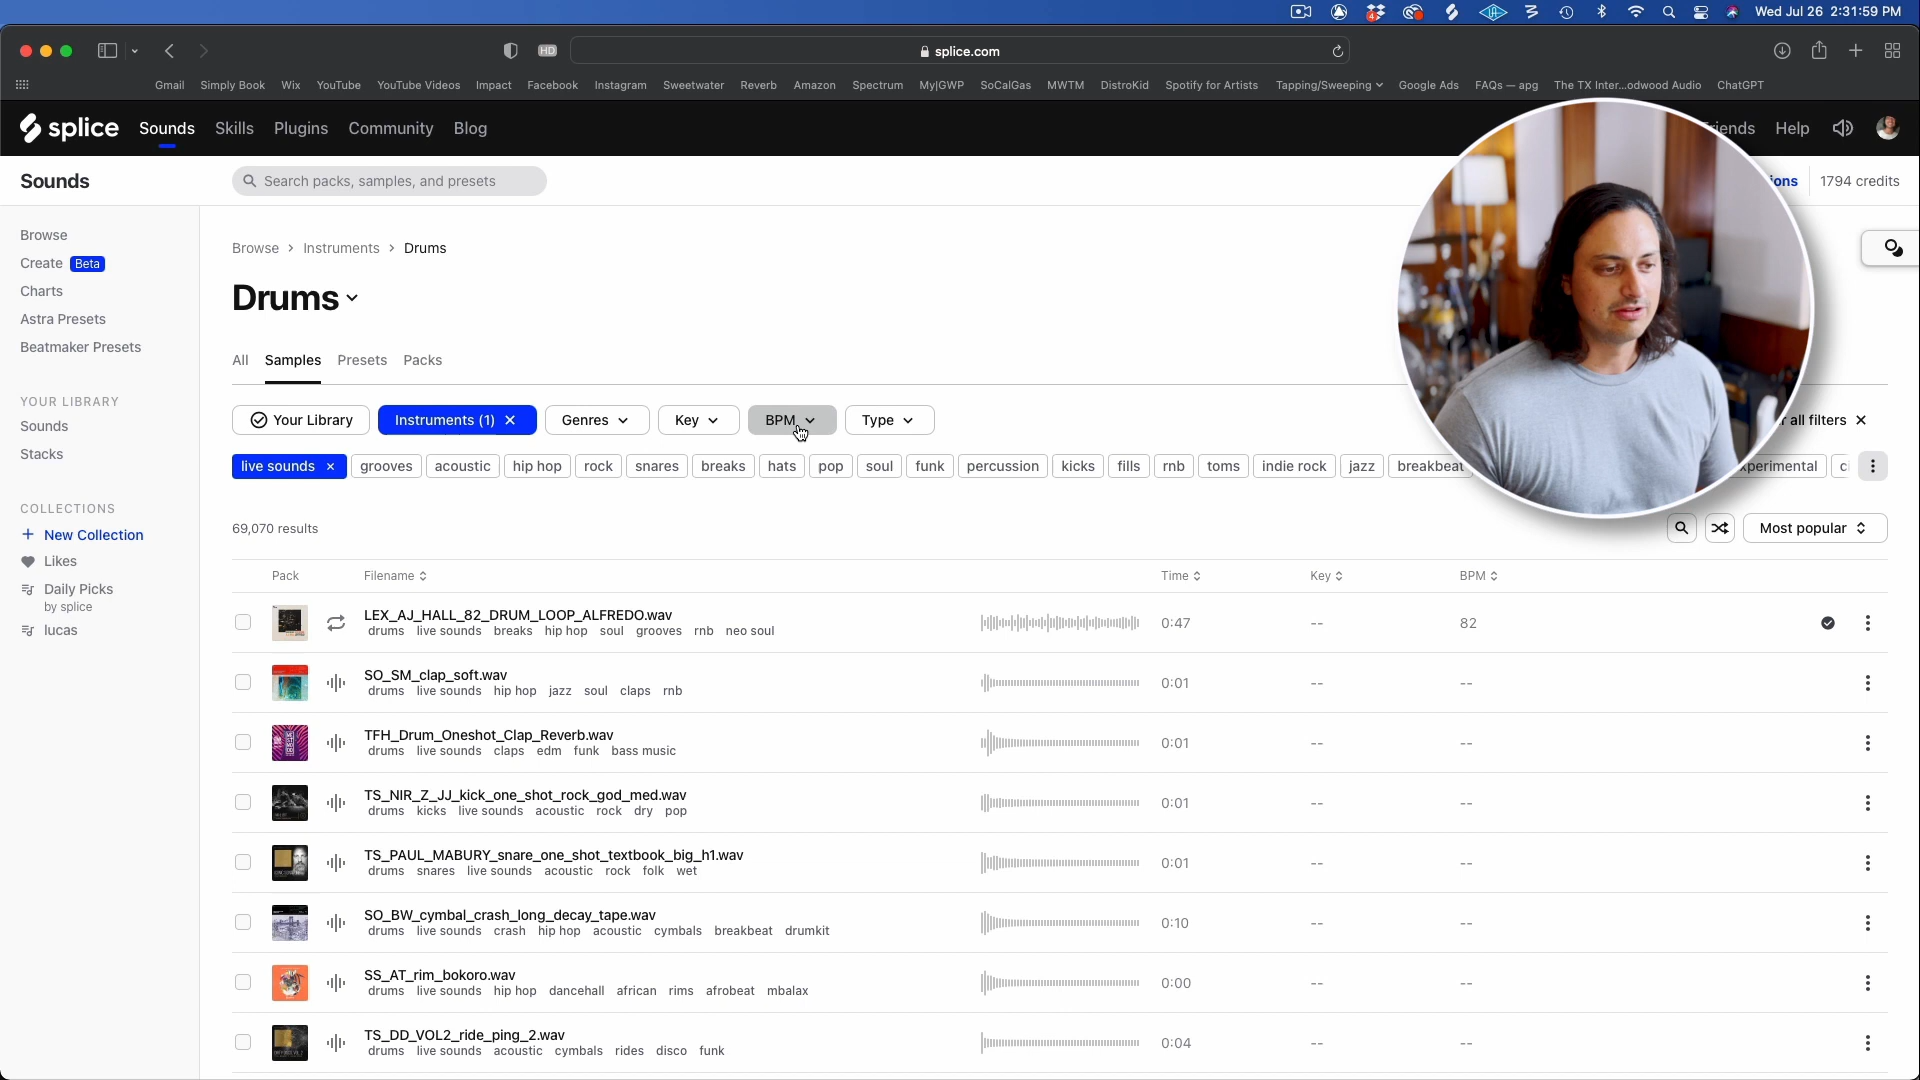 4
Wed Jul 26 2:31:59 PM
HD
splice.com
Gmail Simply Book Wix YouTube YouTube Videos Impact Facebook Instagram Sweetwater Reverb Amazon Spectrum My|GWP SoCalGas MWTM DistroKid Spotify for Artists Tapping/Sweeping Google Ads FAQs — app The TX Inter...odwood Audio ChatGPT
splice Sounds Skills Plugins Community Blog Help
Sounds
Search packs, samples, and presets
1794 credits
Browse
Create Beta
Charts
Astra Presets
Beatmaker Presets
YOUR LIBRARY
Sounds
Stacks
COLLECTIONS
+ New Collection
Likes
Daily Picks
by splice
lucas
Browse > Instruments > Drums
Drums
All Samples Presets Packs
Your Library Instruments (1) × Genres Key BPM Type all filters ×
live sounds × grooves acoustic hip hop rock snares breaks hats pop soul funk percussion kicks fills rnb toms indie rock jazz breakbeat
69,070 results
Most popular
Pack Filename Time Key BPM
LEX_AJ_HALL_82_DRUM_LOOP_ALFREDO.wav 0:47 -- 82
drums live sounds breaks hip hop soul grooves rnb neo soul
SO_SM_clap_soft.wav 0:01 -- --
drums live sounds hip hop jazz soul claps rnb
TFH_Drum_Oneshot_Clap_Reverb.wav 0:01 -- --
drums live sounds claps edm funk bass music
TS_NIR_Z_JJ_kick_one_shot_rock_god_med.wav 0:01 -- --
drums kicks live sounds acoustic rock dry pop
TS_PAUL_MABURY_snare_one_shot_textbook_big_h1.wav 0:01 -- --
drums snares live sounds acoustic rock folk wet
SO_BW_cymbal_crash_long_decay_tape.wav 0:10 -- --
drums live sounds crash hip hop acoustic cymbals breakbeat drumkit
SS_AT_rim_bokoro.wav 0:00 -- --
drums live sounds hip hop dancehall african rims afrobeat mbalax
TS_DD_VOL2_ride_ping_2.wav 0:04 -- --
drums live sounds acoustic cymbals rides disco funk